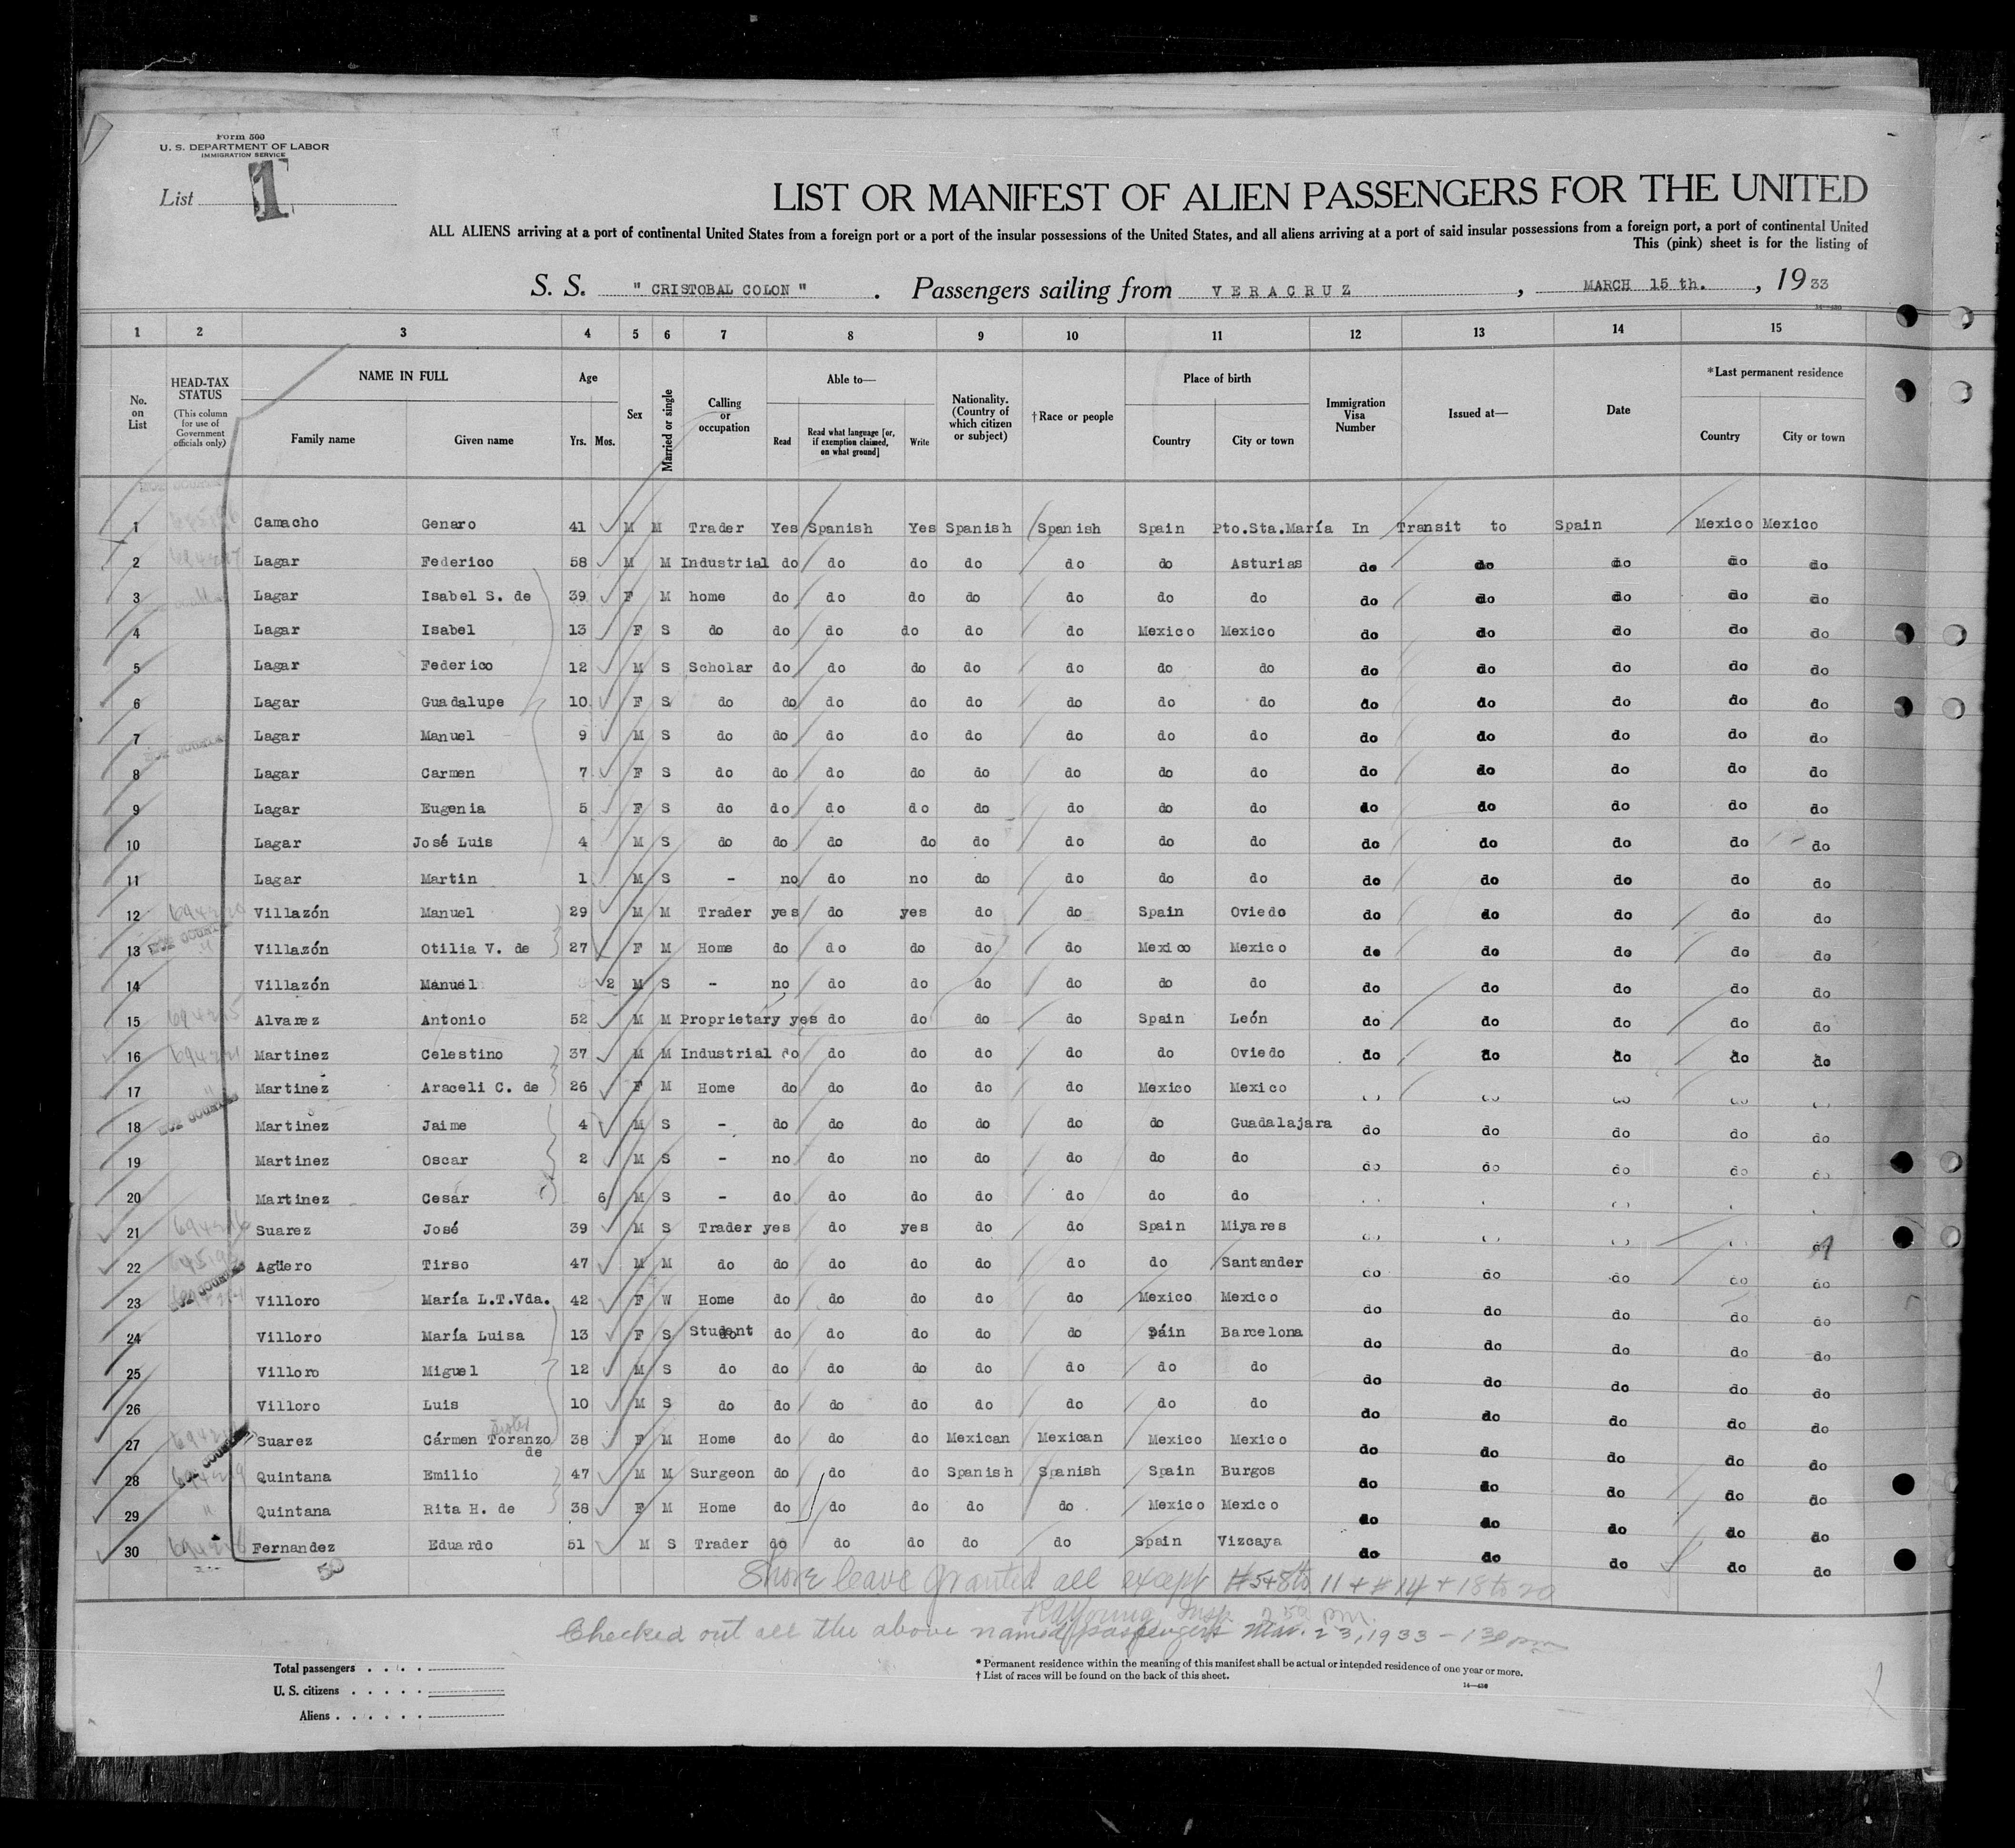 Form 500
U. S. DEPARTMENT OF LABOR
IMMIGRATION SERVICE
List 1
LIST OR MANIFEST OF ALIEN PASSENGERS FOR THE UNITED
ALL ALIENS arriving at a port of continental United States from a foreign port or a port of the insular possessions of the United States, and all aliens arriving at a port of said insular possessions from a foreign port, a port of continental United
This (pink) sheet is for the listing of
S. S. " CRISTOBAL COLON " . Passengers sailing from VERACRUZ , MARCH 15 th. , 1933
1 2 3 4 5 6 7 8 9 10 11 12 13 14 15
No. on List HEAD-TAX STATUS (This column for use of Government officials only) NAME IN FULL Family name Given name Age Yrs. Mos. Sex Married or single Calling or occupation Able to— Read Read what language [or, if exemption claimed, on what ground] Write Nationality. (Country of which citizen or subject) †Race or people Place of birth Country City or town Immigration Visa Number Issued at— Date *Last permanent residence Country City or town
1 Camacho Genaro 41 M M Trader Yes Spanish Yes Spanish Spanish Spain Pto.Sta.María In Transit to Spain Mexico Mexico
2 Lagar Federico 58 M M Industrial do do do do do do Asturias do do do do do
3 Lagar Isabel S. de 39 F M home do do do do do do do do do do do do
4 Lagar Isabel 13 F S do do do do do do Mexico Mexico do do do do do
5 Lagar Federico 12 M S Scholar do do do do do do do do do do do do
6 Lagar Guadalupe 10 F S do do do do do do do do do do do do do
7 Lagar Manuel 9 M S do do do do do do do do do do do do do
8 Lagar Carmen 7 F S do do do do do do do do do do do do do
9 Lagar Eugenia 5 F S do do do do do do do do do do do do do
10 Lagar José Luis 4 M S do do do do do do do do do do do do do
11 Lagar Martin 1 M S - no do no do do do do do do do do do
12 Villazón Manuel 29 M M Trader yes do yes do do Spain Oviedo do do do do do
13 Villazón Otilia V. de 27 F M Home do do do do do Mexico Mexico do do do do do
14 Villazón Manuel 2 M S - no do do do do do do do do do do do
15 Alvarez Antonio 52 M M Proprietary yes do do do do Spain León do do do do do
16 Martinez Celestino 37 M M Industrial do do do do do do Oviedo do do do do do
17 Martinez Araceli C. de 26 F M Home do do do do do Mexico Mexico
18 Martinez Jaime 4 M S - do do do do do do Guadalajara do do do do do
19 Martinez Oscar 2 M S - no do no do do do do do do do do do
20 Martinez Cesár 6 M S - do do do do do do do
21 Suarez José 39 M S Trader yes do yes do do Spain Miyares
22 Agüero Tirso 47 M M do do do do do do do Santander do do do do do
23 Villoro María L.T.Vda. 42 F W Home do do do do do Mexico Mexico do do do do do
24 Villoro María Luisa 13 F S Student do do do do do Spáin Barcelona do do do do do
25 Villoro Miguel 12 M S do do do do do do do do do do do do do
26 Villoro Luis 10 M S do do do do do do do do do do do do do
27 Suarez Cármen Toranzo de 38 F M Home do do do Mexican Mexican Mexico Mexico do do do do do
28 Quintana Emilio 47 M M Surgeon do do do Spanish Spanish Spain Burgos do do do do do
29 Quintana Rita H. de 38 F M Home do do do do do Mexico Mexico do do do do do
30 Fernandez Eduardo 51 M S Trader do do do do do Spain Vizcaya do do do do do
50
Shore leave granted all except #5 + 8 to 11 + #14 + 18 to 20
Checked out all the above named passengers Mar. 23, 1933 - 1 30 pm
Total passengers
U. S. citizens
Aliens
* Permanent residence within the meaning of this manifest shall be actual or intended residence of one year or more.
† List of races will be found on the back of this sheet.